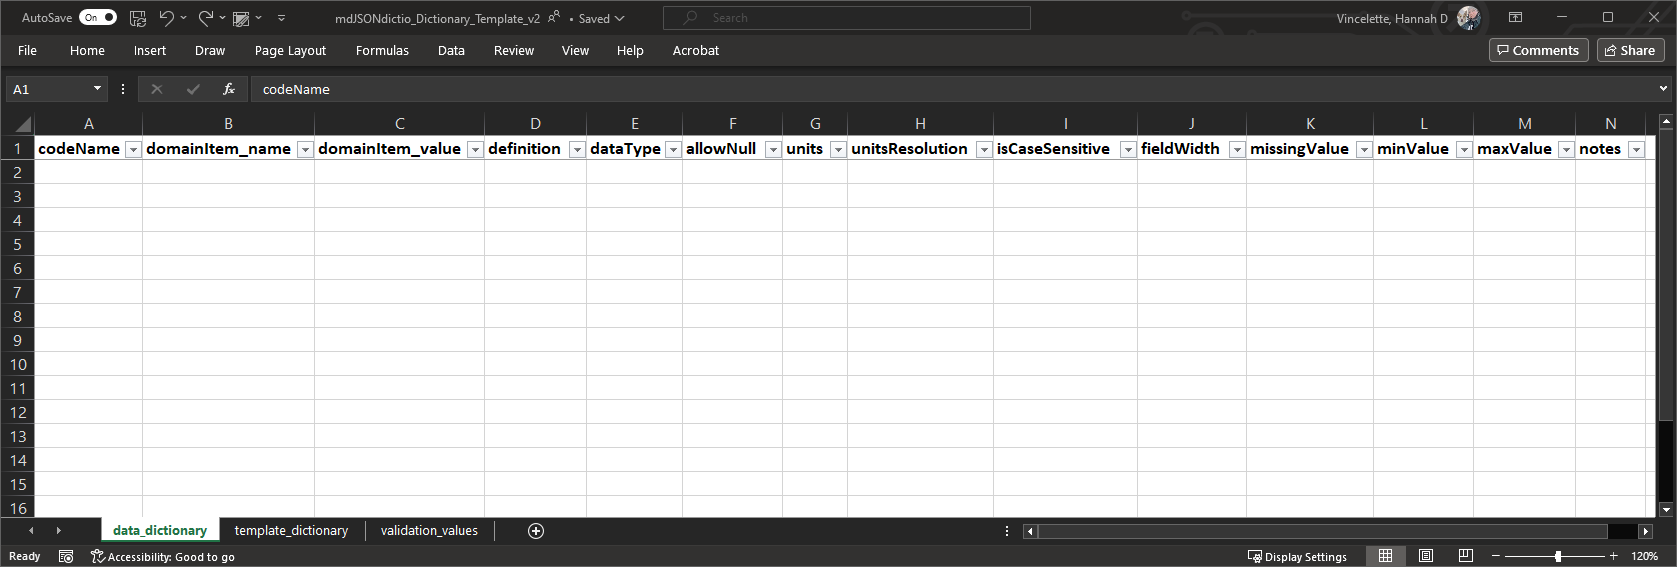 AutoSave On mdJSONdictio_Dictionary_Template_v2 • Saved Search Vincelette, Hannah D
File Home Insert Draw Page Layout Formulas Data Review View Help Acrobat Comments Share
A1 fx codeName
A B C D E F G H I J K L M N
1 codeName domainItem_name domainItem_value definition dataType allowNull units unitsResolution isCaseSensitive fieldWidth missingValue minValue maxValue notes
2
3
4
5
6
7
8
9
10
11
12
13
14
15
16
data_dictionary template_dictionary validation_values
Ready Accessibility: Good to go Display Settings 120%